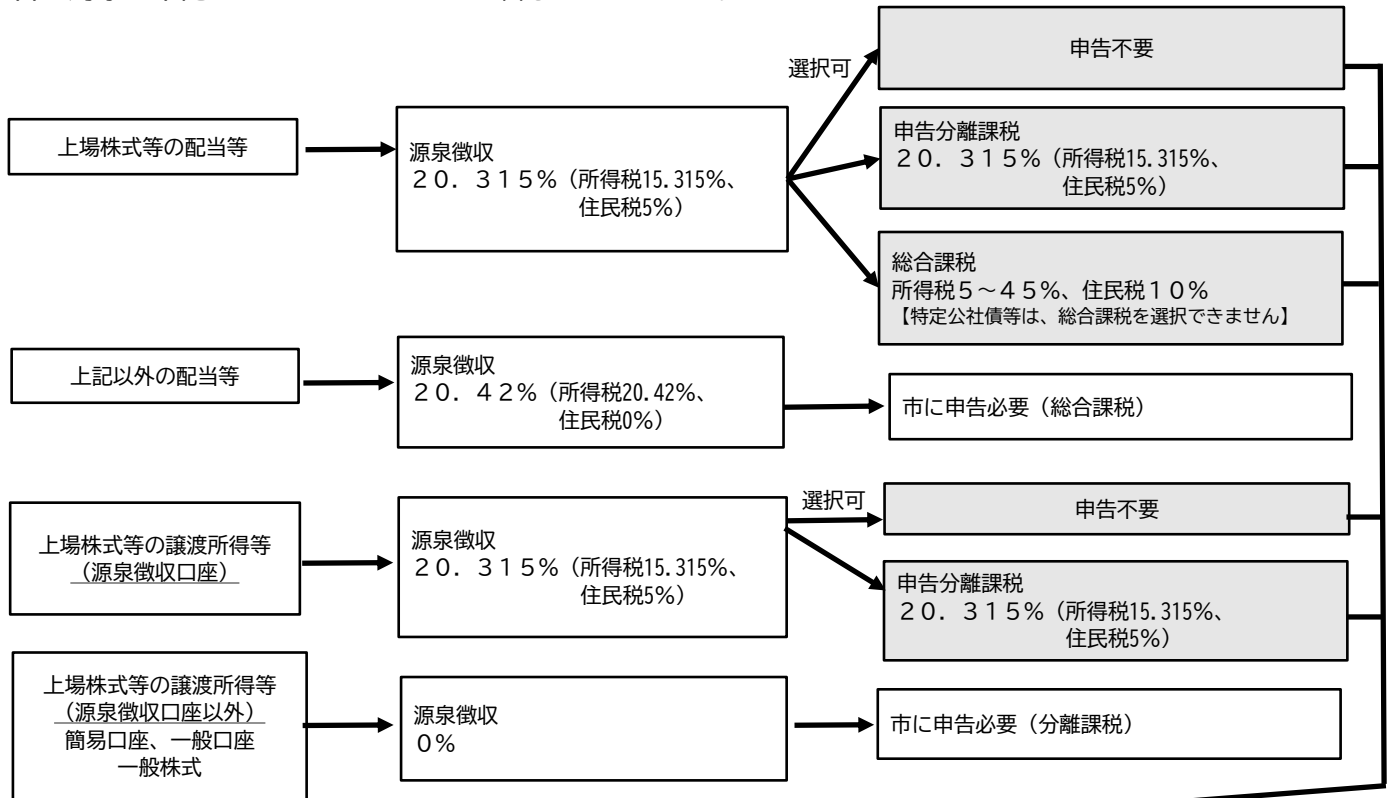 選択可
申告不要
上場株式等の配当等
源泉徴収
２０．３１５％（所得税15.315%、
住民税5%）
申告分離課税
２０．３１５％（所得税15.315%、
住民税5%）
総合課税
所得税５～４５％、住民税１０％
【特定公社債等は、総合課税を選択できません】
上記以外の配当等
源泉徴収
２０．４２％（所得税20.42%、
住民税0%）
市に申告必要（総合課税）
上場株式等の譲渡所得等
（源泉徴収口座）
源泉徴収
２０．３１５％（所得税15.315%、
住民税5%）
選択可
申告不要
申告分離課税
２０．３１５％（所得税15.315%、
住民税5%）
上場株式等の譲渡所得等
（源泉徴収口座以外）
簡易口座、一般口座
一般株式
源泉徴収
０％
市に申告必要（分離課税）